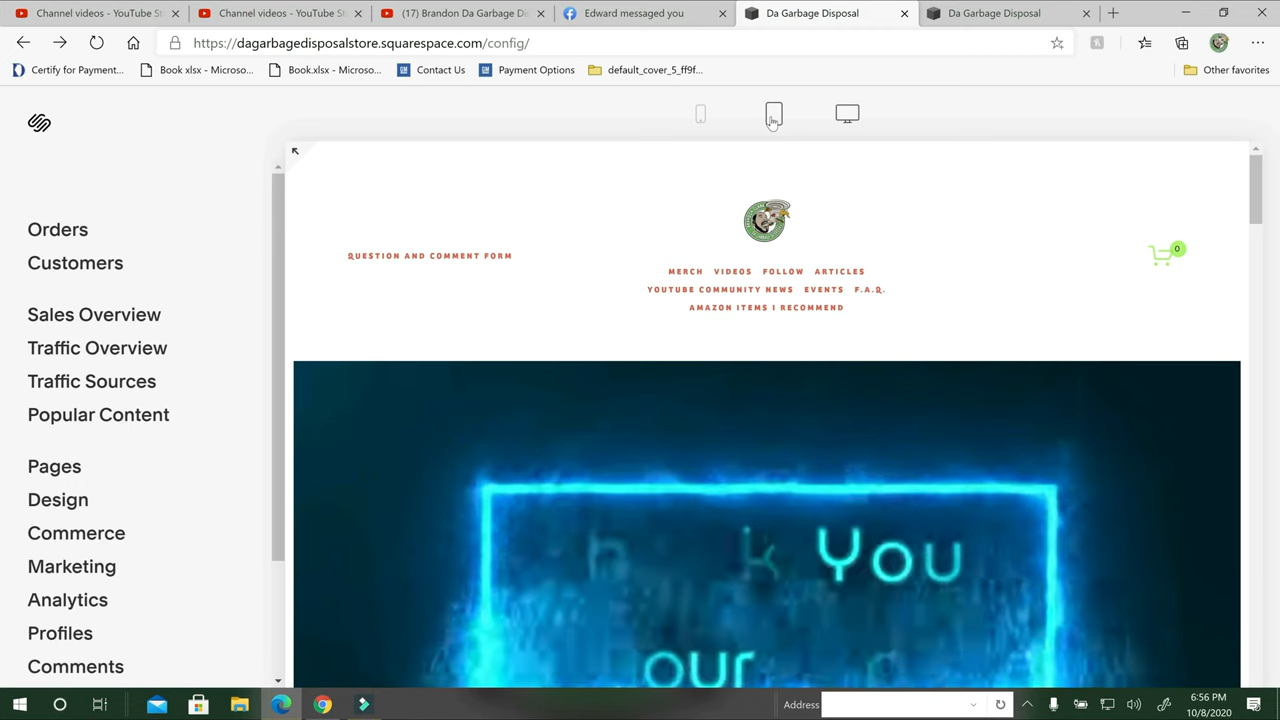 Channel videos - YouTube St
Channel videos - YouTube St
(17) Brandon Da Garbage Di
Edward messaged you
Da Garbage Disposal
Da Garbage Disposal
https://dagarbagedisposalstore.squarespace.com/config/
Certify for Payment...
Book xlsx - Microso...
Book.xlsx - Microso...
Contact Us
Payment Options
default_cover_5_ff9f...
Other favorites
Orders
Customers
Sales Overview
Traffic Overview
Traffic Sources
Popular Content
Pages
Design
Commerce
Marketing
Analytics
Profiles
Comments
QUESTION AND COMMENT FORM
MERCH VIDEOS FOLLOW ARTICLES
YOUTUBE COMMUNITY NEWS EVENTS F.A.Q.
AMAZON ITEMS I RECOMMEND
0
h k You
our
Address
6:56 PM
10/8/2020